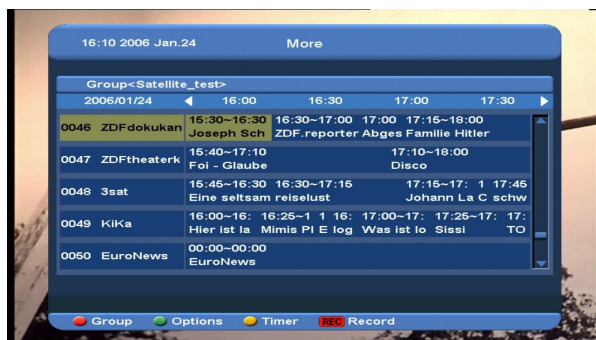 16:10 2006 Jan.24 More
Group<Satellite_test>
2006/01/24 16:00 16:30 17:00 17:30
0046 ZDFdokukan 15:30~16:30 16:30~17:00 17:00 17:15~18:00
Joseph Sch ZDF.reporter Abges Familie Hitler
0047 ZDFtheaterk 15:40~17:10 17:10~18:00
Foi - Glaube Disco
0048 3sat 15:45~16:30 16:30~17:15 17:15~17: 1 17:45
Eine seltsam reiselust Johann La C schw
0049 KiKa 16:00~16: 16:25~1 1 16: 17:00~17: 17:25~17: 17:
Hier ist la Mimis Pl E log Was ist lo Sissi TO
0050 EuroNews 00:00~00:00
EuroNews
Group Options Timer REC Record